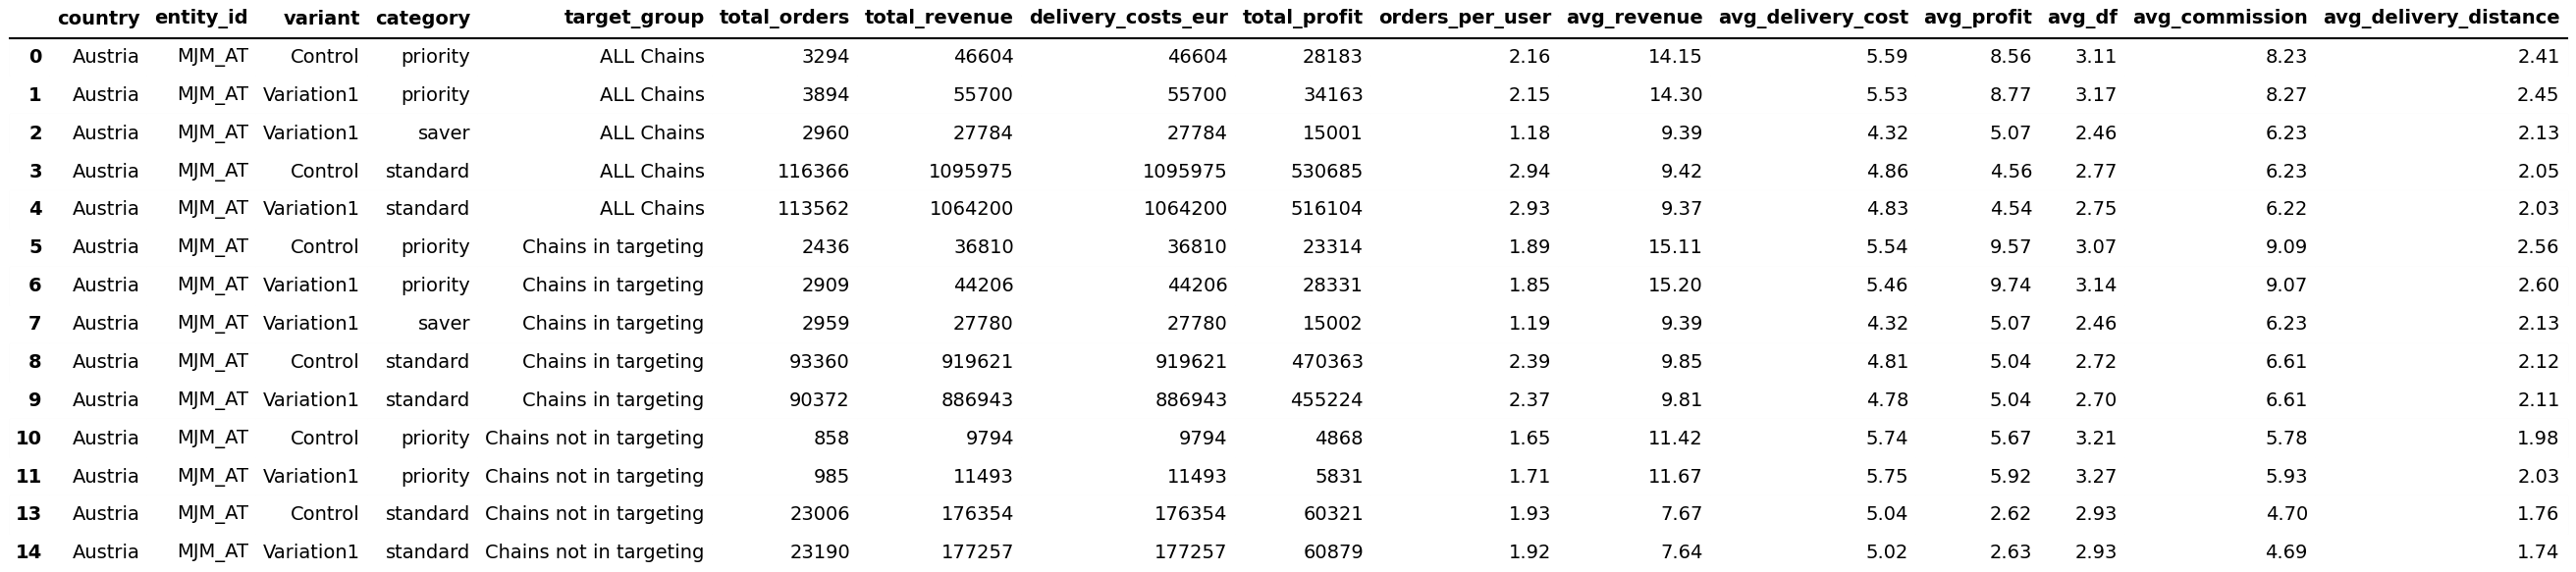 country entity_id variant category target_group total_orders total_revenue delivery_costs_eur total_profit orders_per_user avg_revenue avg_delivery_cost avg_profit avg_df avg_commission avg_delivery_distance
0 Austria MJM_AT Control priority ALL Chains 3294 46604 46604 28183 2.16 14.15 5.59 8.56 3.11 8.23 2.41
1 Austria MJM_AT Variation1 priority ALL Chains 3894 55700 55700 34163 2.15 14.30 5.53 8.77 3.17 8.27 2.45
2 Austria MJM_AT Variation1 saver ALL Chains 2960 27784 27784 15001 1.18 9.39 4.32 5.07 2.46 6.23 2.13
3 Austria MJM_AT Control standard ALL Chains 116366 1095975 1095975 530685 2.94 9.42 4.86 4.56 2.77 6.23 2.05
4 Austria MJM_AT Variation1 standard ALL Chains 113562 1064200 1064200 516104 2.93 9.37 4.83 4.54 2.75 6.22 2.03
5 Austria MJM_AT Control priority Chains in targeting 2436 36810 36810 23314 1.89 15.11 5.54 9.57 3.07 9.09 2.56
6 Austria MJM_AT Variation1 priority Chains in targeting 2909 44206 44206 28331 1.85 15.20 5.46 9.74 3.14 9.07 2.60
7 Austria MJM_AT Variation1 saver Chains in targeting 2959 27780 27780 15002 1.19 9.39 4.32 5.07 2.46 6.23 2.13
8 Austria MJM_AT Control standard Chains in targeting 93360 919621 919621 470363 2.39 9.85 4.81 5.04 2.72 6.61 2.12
9 Austria MJM_AT Variation1 standard Chains in targeting 90372 886943 886943 455224 2.37 9.81 4.78 5.04 2.70 6.61 2.11
10 Austria MJM_AT Control priority Chains not in targeting 858 9794 9794 4868 1.65 11.42 5.74 5.67 3.21 5.78 1.98
11 Austria MJM_AT Variation1 priority Chains not in targeting 985 11493 11493 5831 1.71 11.67 5.75 5.92 3.27 5.93 2.03
13 Austria MJM_AT Control standard Chains not in targeting 23006 176354 176354 60321 1.93 7.67 5.04 2.62 2.93 4.70 1.76
14 Austria MJM_AT Variation1 standard Chains not in targeting 23190 177257 177257 60879 1.92 7.64 5.02 2.63 2.93 4.69 1.74